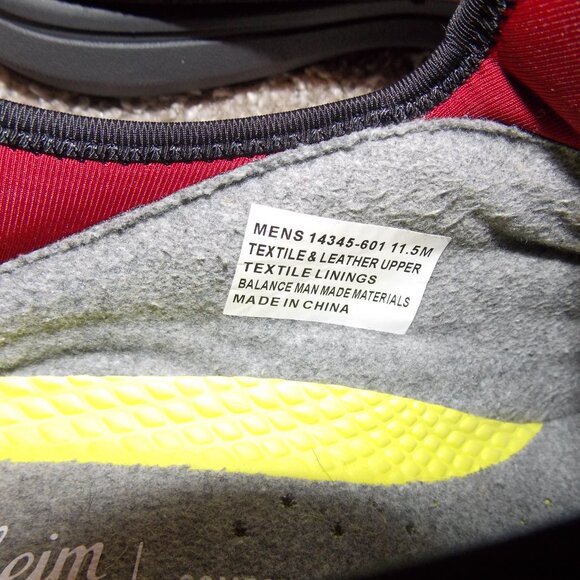 MENS 14345-601 11.5M
TEXTILE & LEATHER UPPER
TEXTILE LININGS
BALANCE MAN MADE MATERIALS
MADE IN CHINA